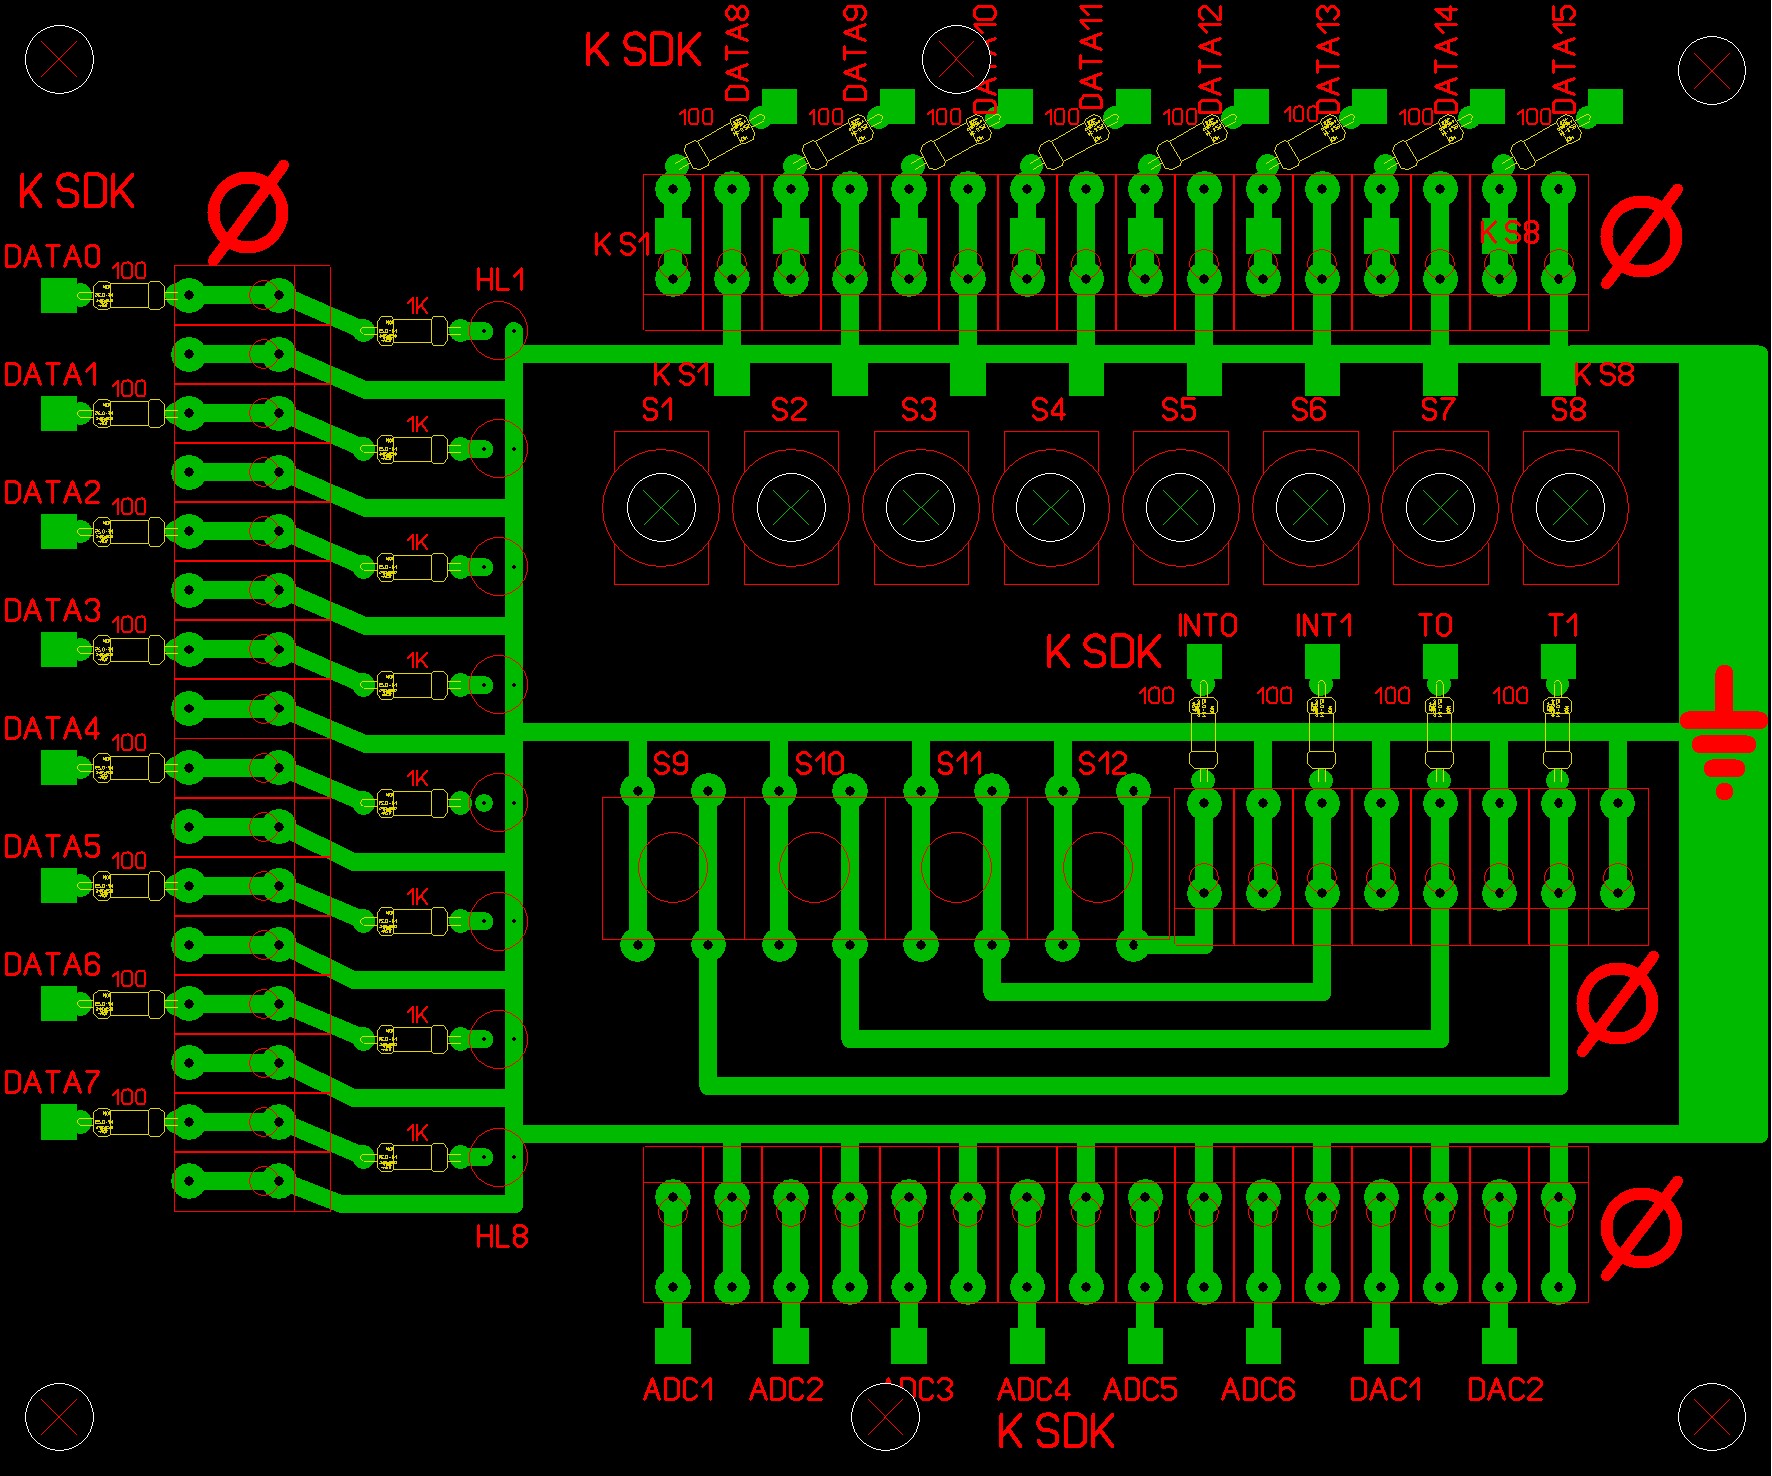 K SDK
DATA8
DATA9
DATA10
DATA11
DATA12
DATA13
DATA14
DATA15
100
100
100
100
100
100
100
100
K SDK
K S1
K S8
DATA0
100
HL1
1K
K S1
K S8
DATA1
100
S1
S2
S3
S4
S5
S6
S7
S8
1K
DATA2
100
1K
DATA3
100
INT0
INT1
T0
T1
K SDK
1K
100
100
100
100
DATA4
100
S9
S10
S11
S12
1K
DATA5
100
1K
DATA6
100
1K
DATA7
100
1K
HL8
ADC1
ADC2
ADC3
ADC4
ADC5
ADC6
DAC1
DAC2
K SDK